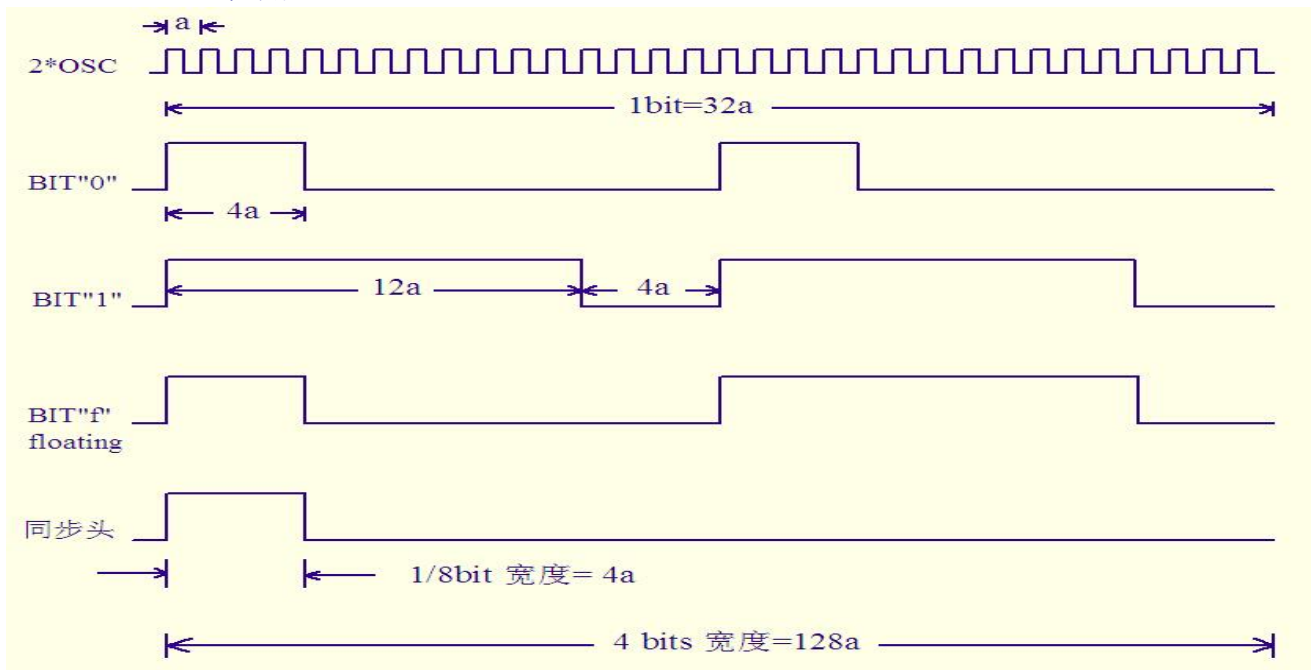 a
2*OSC
1bit=32a
BIT"0"
4a
BIT"1"
12a
4a
BIT"f"
floating
同步头
1/8bit 宽度= 4a
4 bits 宽度=128a